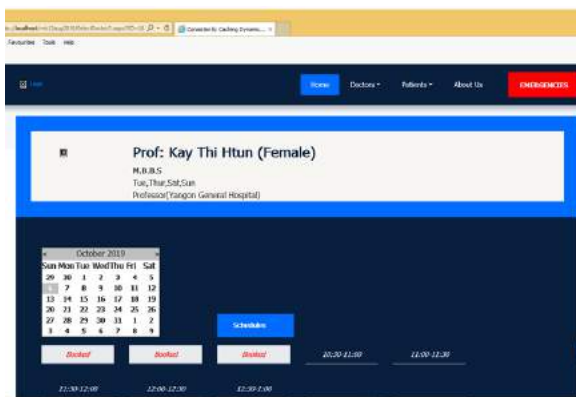 Favourites Tools Help
Home Doctors Patients About Us EMERGENCIES
Prof: Kay Thi Htun (Female)
M.B.B.S
Tue,Thur,Sat,Sun
Professor(Yangon General Hospital)
< October 2019 >
Sun Mon Tue Wed Thu Fri Sat
29 30 1 2 3 4 5
6 7 8 9 10 11 12
13 14 15 16 17 18 19
20 21 22 23 24 25 26
27 28 29 30 31 1 2
3 4 5 6 7 8 9
Schedules
Booked Booked Booked 10:30-11:00 11:00-11:30
11:30-12:00 12:00-12:30 12:30-1:00